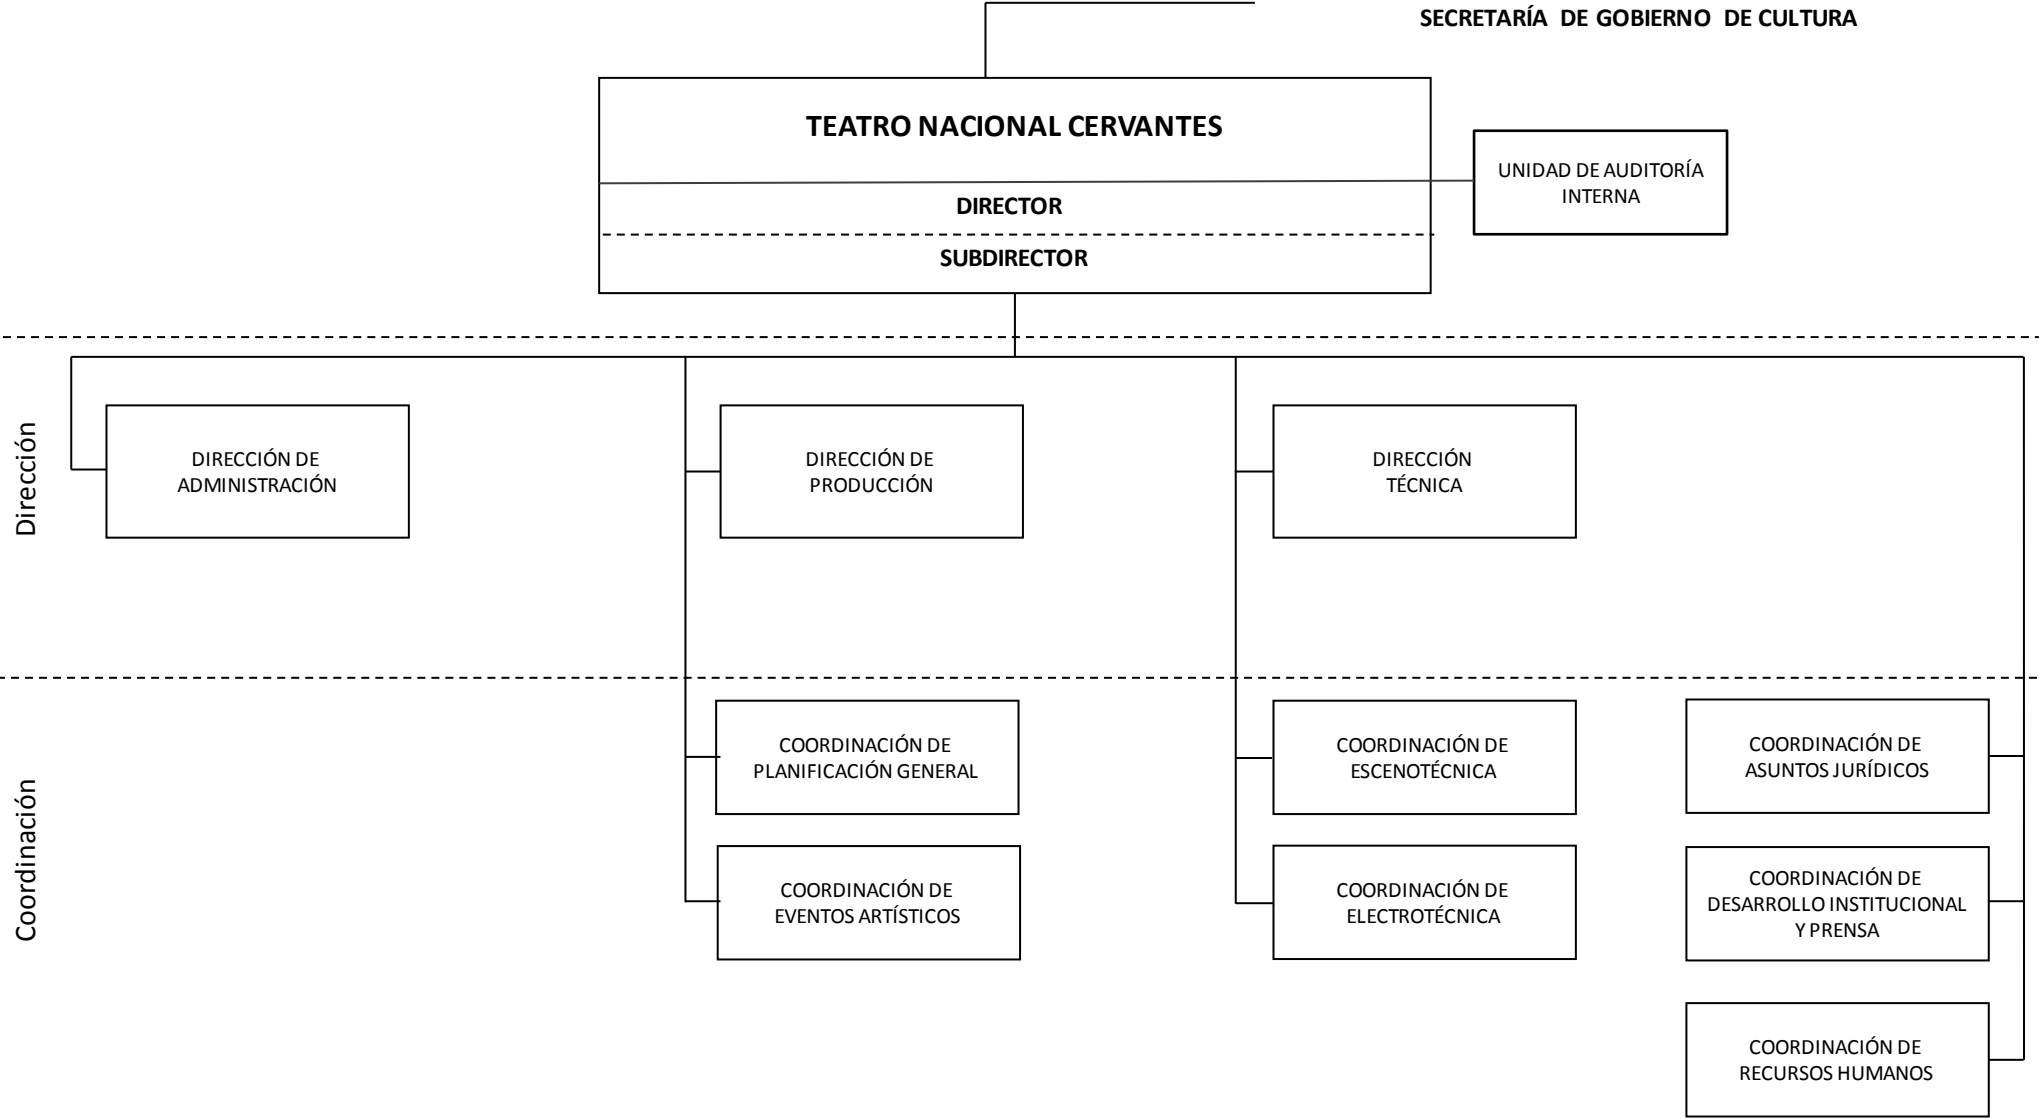 SECRETARÍA DE GOBIERNO DE CULTURA
TEATRO NACIONAL CERVANTES
DIRECTOR
SUBDIRECTOR
UNIDAD DE AUDITORÍA
INTERNA
Dirección
DIRECCIÓN DE
ADMINISTRACIÓN
DIRECCIÓN DE
PRODUCCIÓN
DIRECCIÓN
TÉCNICA
Coordinación
COORDINACIÓN DE
PLANIFICACIÓN GENERAL
COORDINACIÓN DE
ESCENOTÉCNICA
COORDINACIÓN DE
ASUNTOS JURÍDICOS
COORDINACIÓN DE
EVENTOS ARTÍSTICOS
COORDINACIÓN DE
ELECTROTÉCNICA
COORDINACIÓN DE
DESARROLLO INSTITUCIONAL
Y PRENSA
COORDINACIÓN DE
RECURSOS HUMANOS